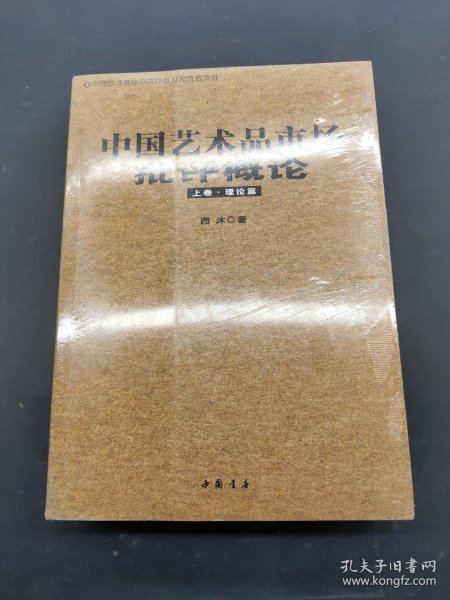 中国艺术品市场
批评概论
上卷·理论篇
西沐◎著
中国书店
孔夫子旧书网
www.kongfz.com